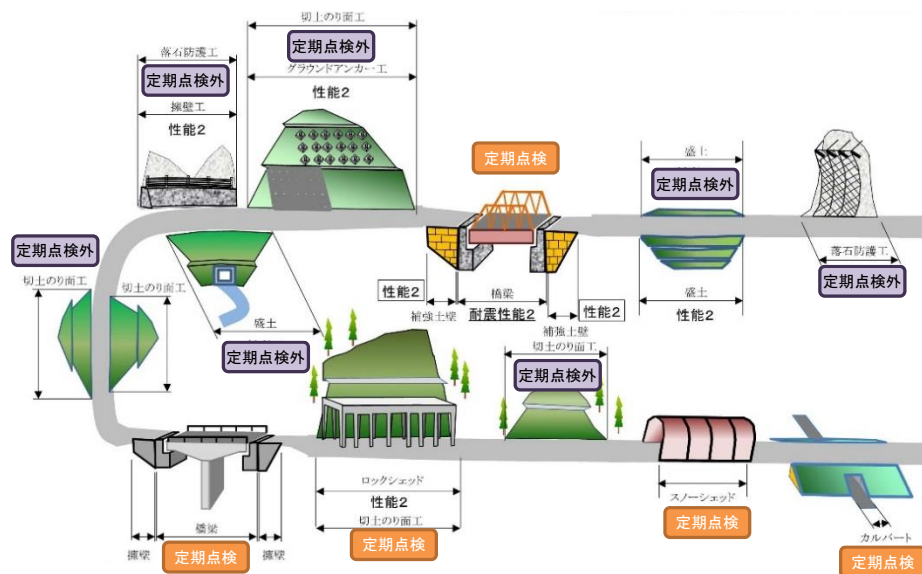 切土のり面工
定期点検外
グラウンドアンカー工
性能2
落石防護工
定期点検外
擁壁工
性能2
定期点検
盛土
定期点検外
盛土
性能2
落石防護工
定期点検外
定期点検外
切土のり面工
切土のり面工
盛土
定期点検外
性能2
補強土壁
橋梁
耐震性能2
性能2
補強土壁
切土のり面工
定期点検外
ロックシェッド
性能2
切土のり面工
定期点検
スノーシェッド
定期点検
カルバート
定期点検
擁壁
橋梁
定期点検
擁壁